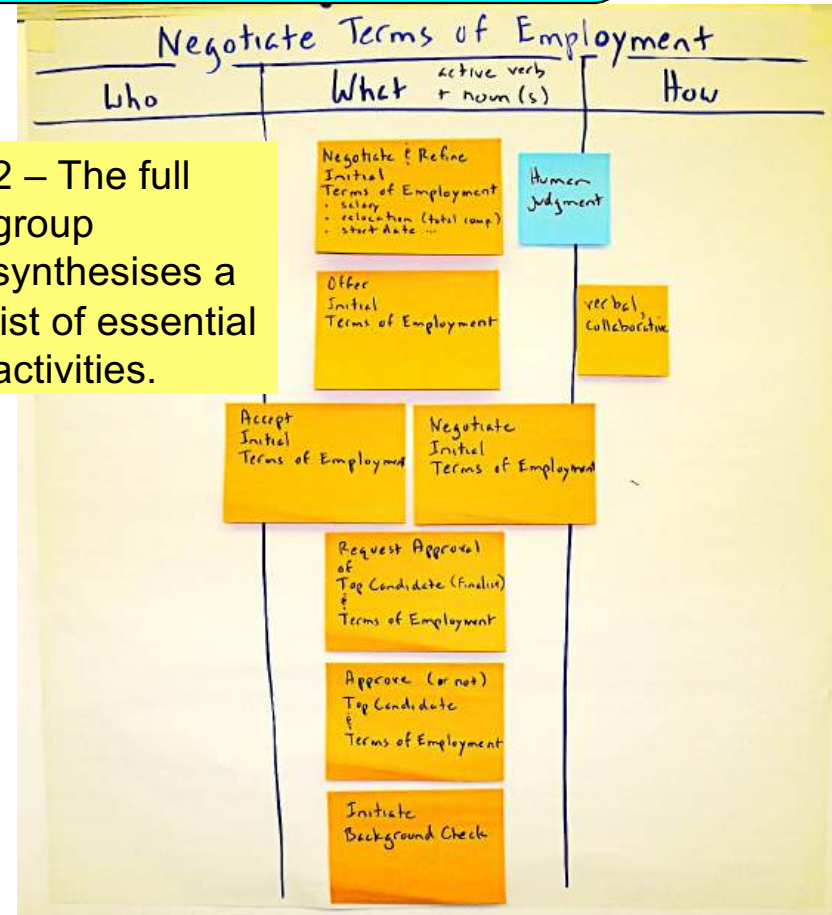 Negotiate Terms of Employment
Who
What active verb
+ noun(s)
How
2 – The full
group
synthesises a
list of essential
activities.
Negotiate & Refine
Initial
Terms of Employment
• salary
• relocation (total comp)
• start date ...
Human
judgment
Offer
Initial
Terms of Employment
verbal,
collaborative
Accept
Initial
Terms of Employment
Negotiate
Initial
Terms of Employment
Request Approval
of
Top Candidate (Finalist)
&
Terms of Employment
Approve (or not)
Top Candidate
&
Terms of Employment
Initiate
Background Check